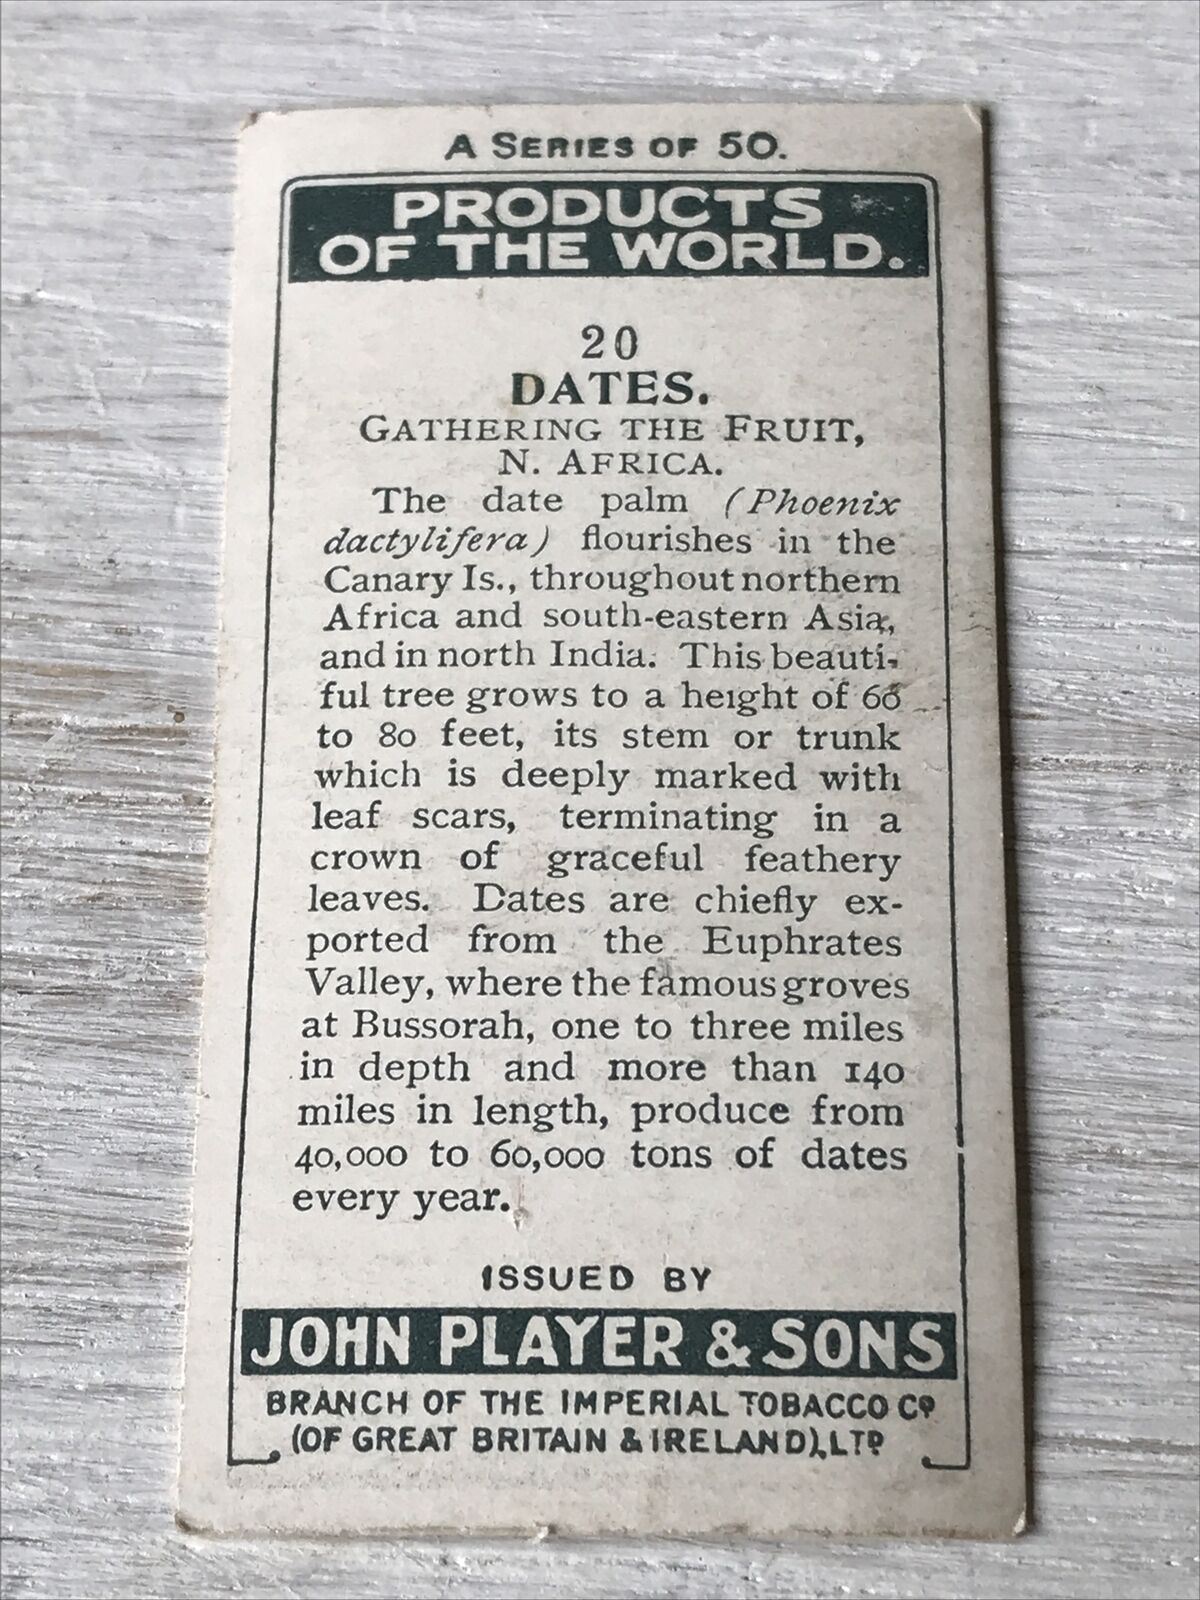 A SERIES OF 50.
PRODUCTS
OF THE WORLD.
20
DATES.
GATHERING THE FRUIT,
N. AFRICA.
The date palm (Phoenix
dactylifera) flourishes in the
Canary Is., throughout northern
Africa and south-eastern Asia,
and in north India. This beauti-
ful tree grows to a height of 60
to 80 feet, its stem or trunk
which is deeply marked with
leaf scars, terminating in a
crown of graceful feathery
leaves. Dates are chiefly ex-
ported from the Euphrates
Valley, where the famous groves
at Bussorah, one to three miles
in depth and more than 140
miles in length, produce from
40,000 to 60,000 tons of dates
every year.
ISSUED BY
JOHN PLAYER & SONS
BRANCH OF THE IMPERIAL TOBACCO CO
(OF GREAT BRITAIN & IRELAND), LTD